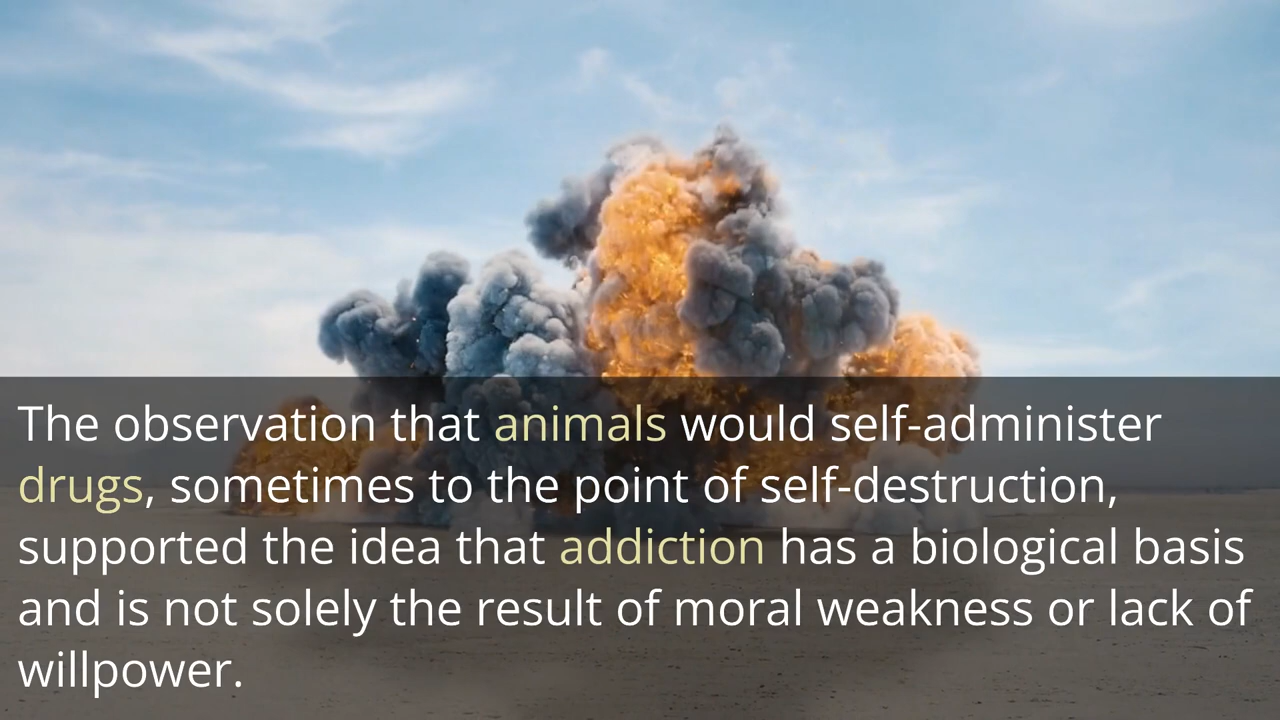 The observation that animals would self-administer
drugs, sometimes to the point of self-destruction,
supported the idea that addiction has a biological basis
and is not solely the result of moral weakness or lack of
willpower.